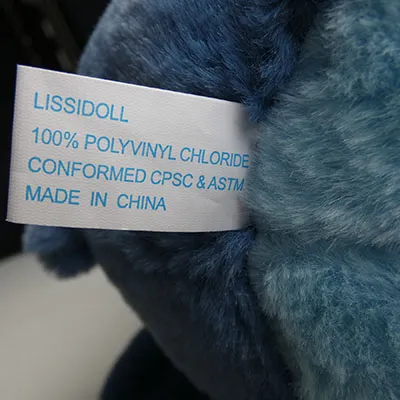 LISSIDOLL
100% POLYVINYL CHLORIDE
CONFORMED CPSC & ASTM
MADE IN CHINA